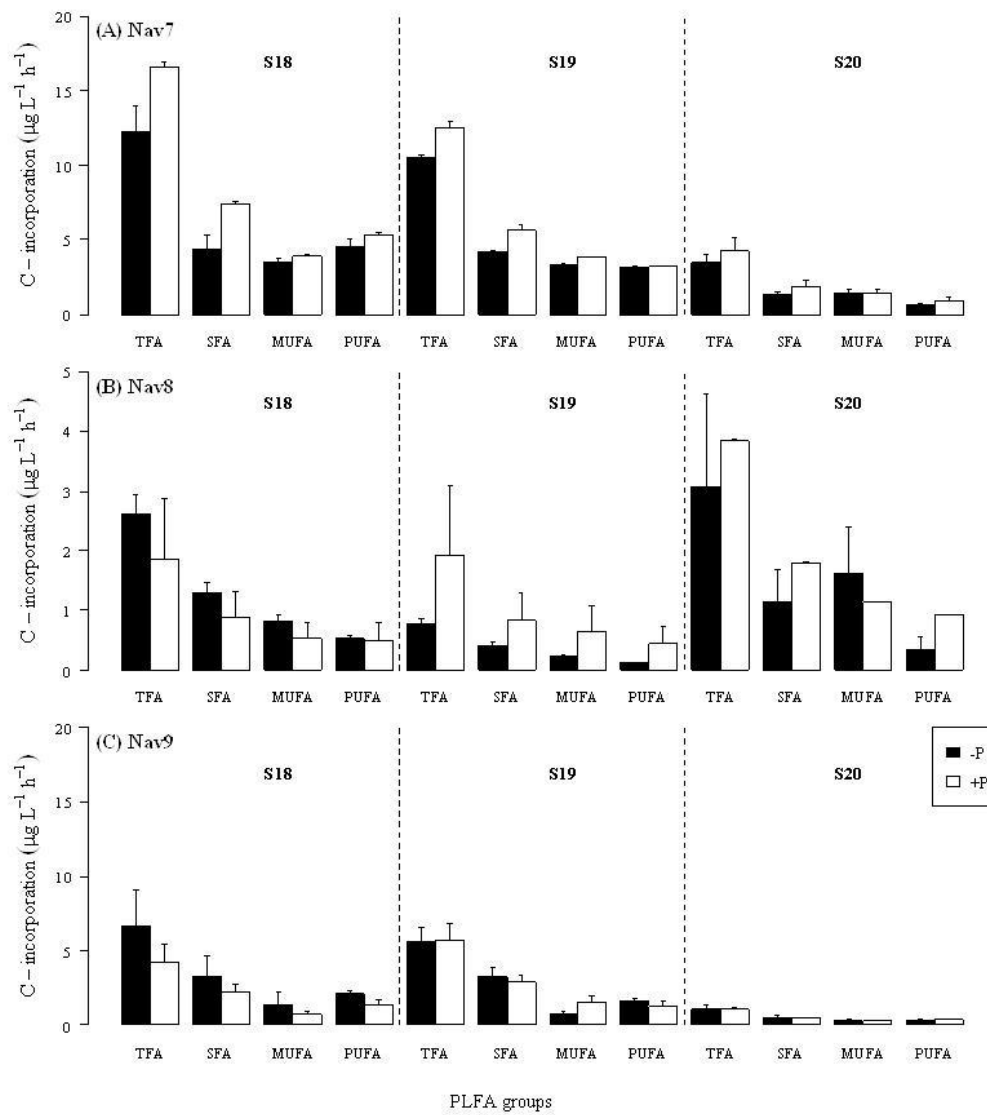 (A) Nav7
S18 S19 S20
C – incorporation (µg L⁻¹ h⁻¹)
20
15
10
5
0
TFA SFA MUFA PUFA TFA SFA MUFA PUFA TFA SFA MUFA PUFA
(B) Nav8
S18 S19 S20
C – incorporation (µg L⁻¹ h⁻¹)
5
4
3
2
1
0
TFA SFA MUFA PUFA TFA SFA MUFA PUFA TFA SFA MUFA PUFA
(C) Nav9
S18 S19 S20
-P
+P
C – incorporation (µg L⁻¹ h⁻¹)
20
15
10
5
0
TFA SFA MUFA PUFA TFA SFA MUFA PUFA TFA SFA MUFA PUFA
PLFA groups